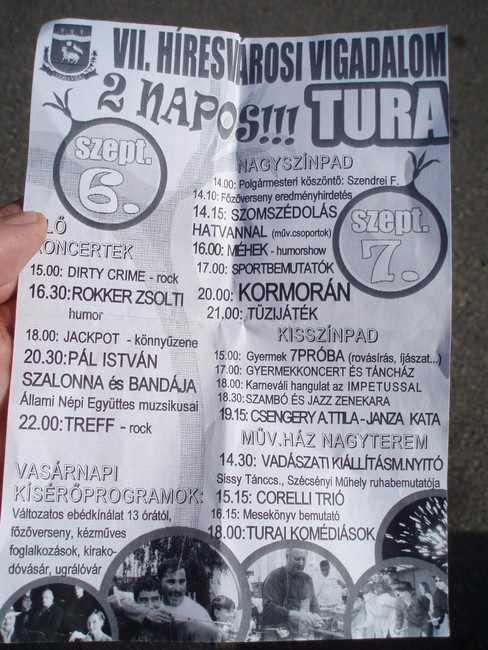 VII. HÍRESVÁROSI VIGADALOM
2 NAPOS!!! TURA
szept.
6.
KONCERTEK
15.00: DIRTY CRIME - rock
16.30: ROKKER ZSOLTI
humor
18.00: JACKPOT - könnyűzene
20.30: PÁL ISTVÁN
SZALONNA és BANDÁJA
Állami Népi Együttes muzsikusai
22.00: TREFF - rock
VASÁRNAPI
KÍSÉRŐPROGRAMOK:
Változatos ebédkínálat 13 órától,
főzőverseny, kézműves
foglalkozások, kirako-
dóvásár, ugrálóvár
szept.
7.
NAGYSZÍNPAD
14.00: Polgármesteri köszöntő: Szendrei F.
14.10: Főzőverseny eredményhirdetés
14.15: SZOMSZÉDOLÁS
HATVANNAL (műv.csoportok)
16.00: MÉHEK - humorshow
17.00: SPORTBEMUTATÓK
20.00: KORMORÁN
21.00: TŰZIJÁTÉK
KISSZÍNPAD
15.00: Gyermek 7PRÓBA (rovásírás, íjászat...)
17.00: GYERMEKKONCERT ÉS TÁNCHÁZ
18.00: Karneváli hangulat az IMPETUSSAL
18.30: SZAMBÓ ÉS JAZZ ZENEKARA
19.15: CSENGERY A.TTILA - JANZA KATA
MŰV.HÁZ NAGYTEREM
14.30: VADÁSZATI KIÁLLÍTÁSM.NYITÓ
Sissy Tánccs., Szécsényi Műhely ruhabemutatója
15.15: CORELLI TRIÓ
16.15: Mesekönyv bemutató
18.00: TURAI KOMÉDIÁSOK